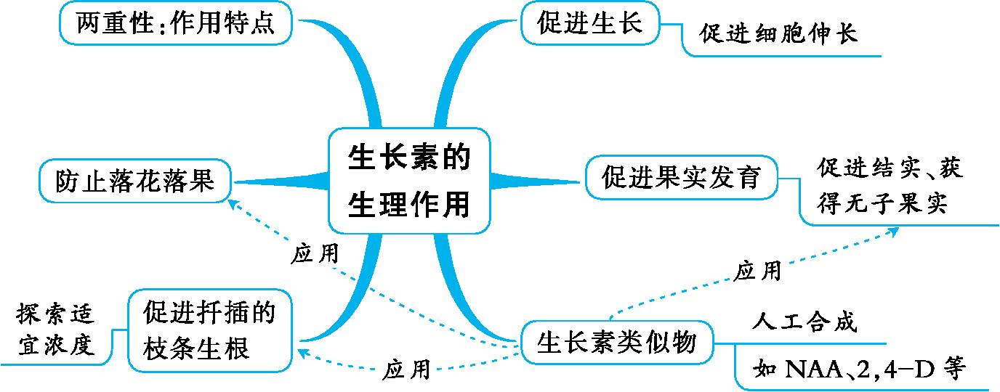 两重性:作用特点
促进生长
促进细胞伸长
生长素的
生理作用
防止落花落果
促进果实发育
促进结实、获
得无子果实
应用
应用
探索适
宜浓度
促进扦插的
枝条生根
应用
生长素类似物
人工合成
如 NAA、2,4-D 等